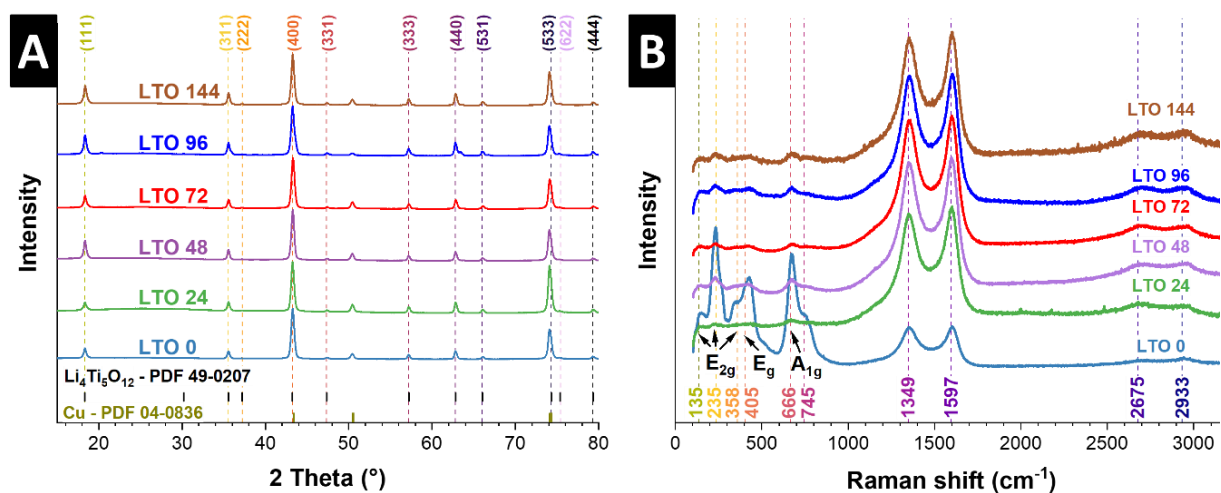 A
(111)
(311)
(222)
(400)
(331)
(333)
(440)
(531)
(533)
(622)
(444)
LTO 144
LTO 96
LTO 72
LTO 48
LTO 24
LTO 0
Li4Ti5O12 - PDF 49-0207
Cu - PDF 04-0836
20 30 40 50 60 70 80
2 Theta (°)
Intensity
B
LTO 144
LTO 96
LTO 72
LTO 48
LTO 24
LTO 0
E2g
Eg
A1g
135
235
358
405
666
745
1349
1597
2675
2933
0 500 1000 1500 2000 2500 3000
Raman shift (cm-1)
Intensity